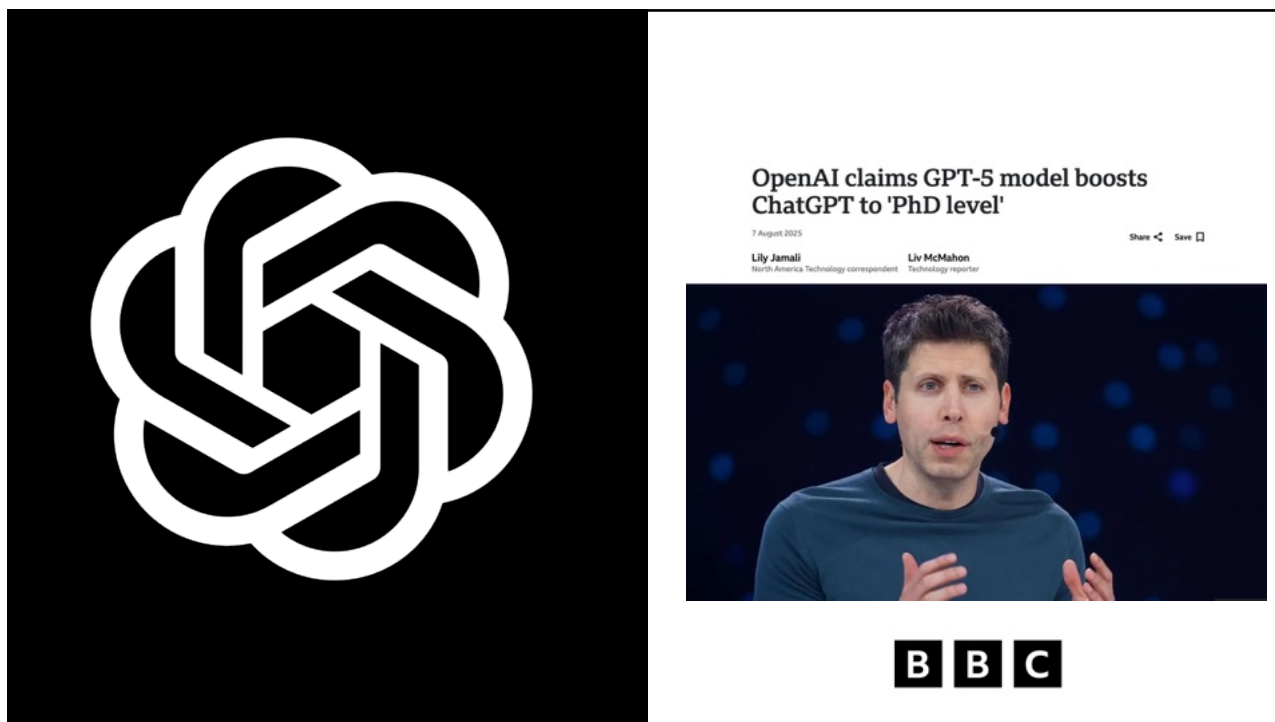 OpenAI claims GPT-5 model boosts
ChatGPT to 'PhD level'
7 August 2025
Share Save
Lily Jamali Liv McMahon
North America Technology correspondent Technology reporter
BBC